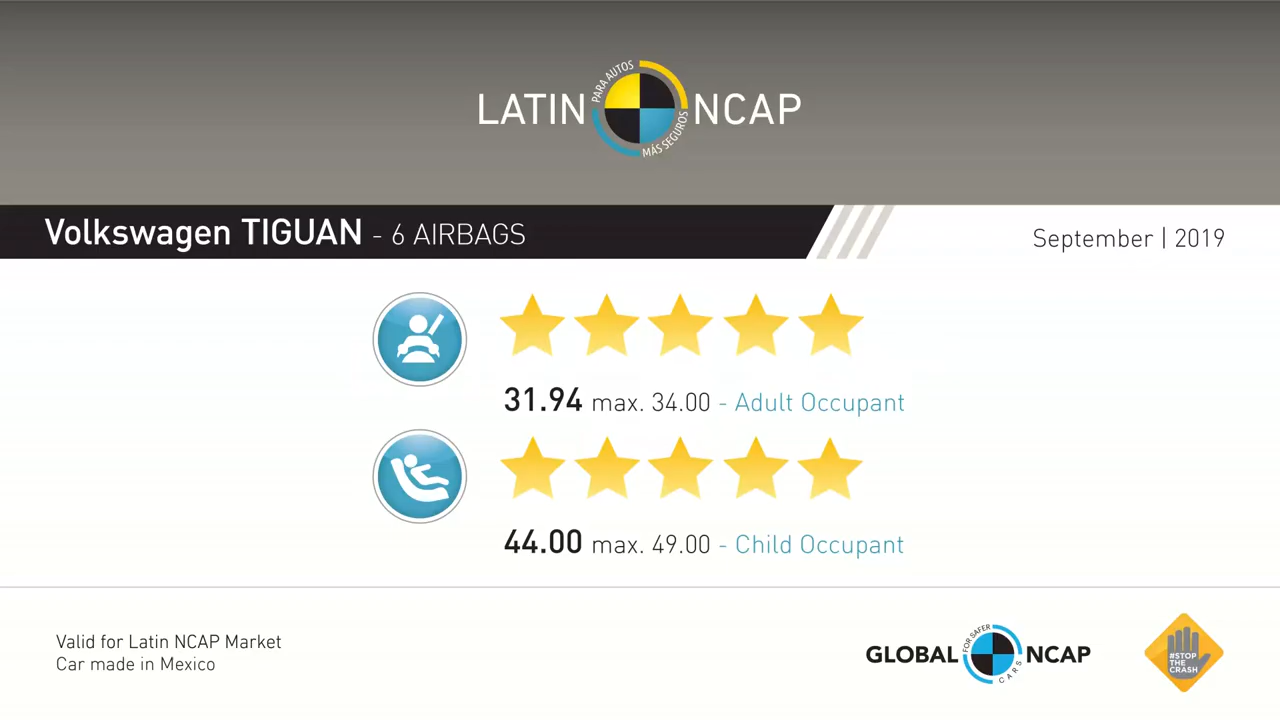 LATIN NCAP
PARA AUTOS
MÁS SEGUROS
Volkswagen TIGUAN - 6 AIRBAGS
September | 2019
31.94 max. 34.00 - Adult Occupant
44.00 max. 49.00 - Child Occupant
Valid for Latin NCAP Market
Car made in Mexico
GLOBAL NCAP
FOR SAFER
CARS
#STOP
THE
CRASH